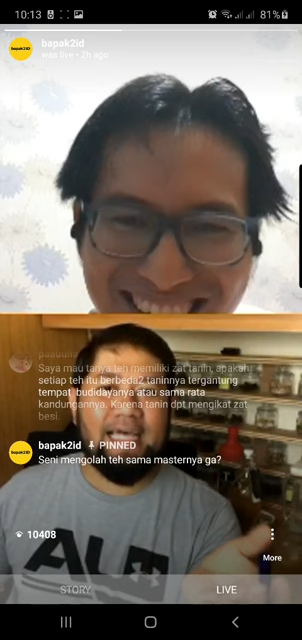 10:13
81%
bapak2id
was live • 2h ago
bapak2id
Saya mau tanya teh memiliki zat tanin, apakah
setiap teh itu berbeda2 taninnya tergantung
tempat budidayanya atau sama rata
kandungannya. Karena tanin dpt mengikat zat
besi.
bapak2id PINNED
bapak2id
Seni mengolah teh sama masternya ga?
10408
More
STORY
LIVE